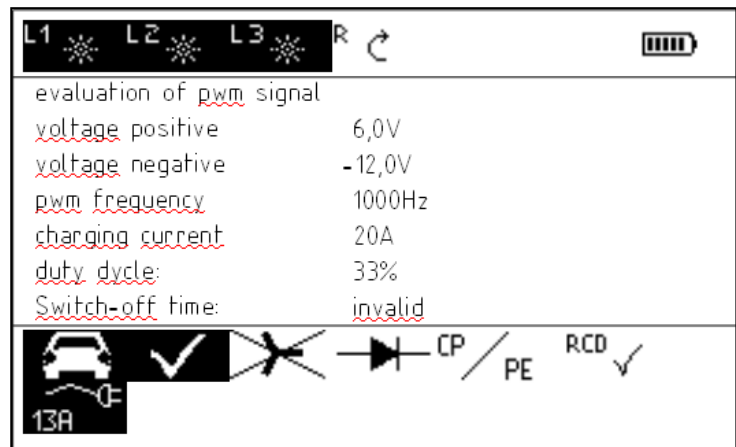 L1 L2 L3 R
evaluation of pwm signal
voltage positive 6,0V
voltage negative -12,0V
pwm frequency 1000Hz
charging current 20A
duty dycle: 33%
Switch-off time: invalid
CP/PE RCD
13A